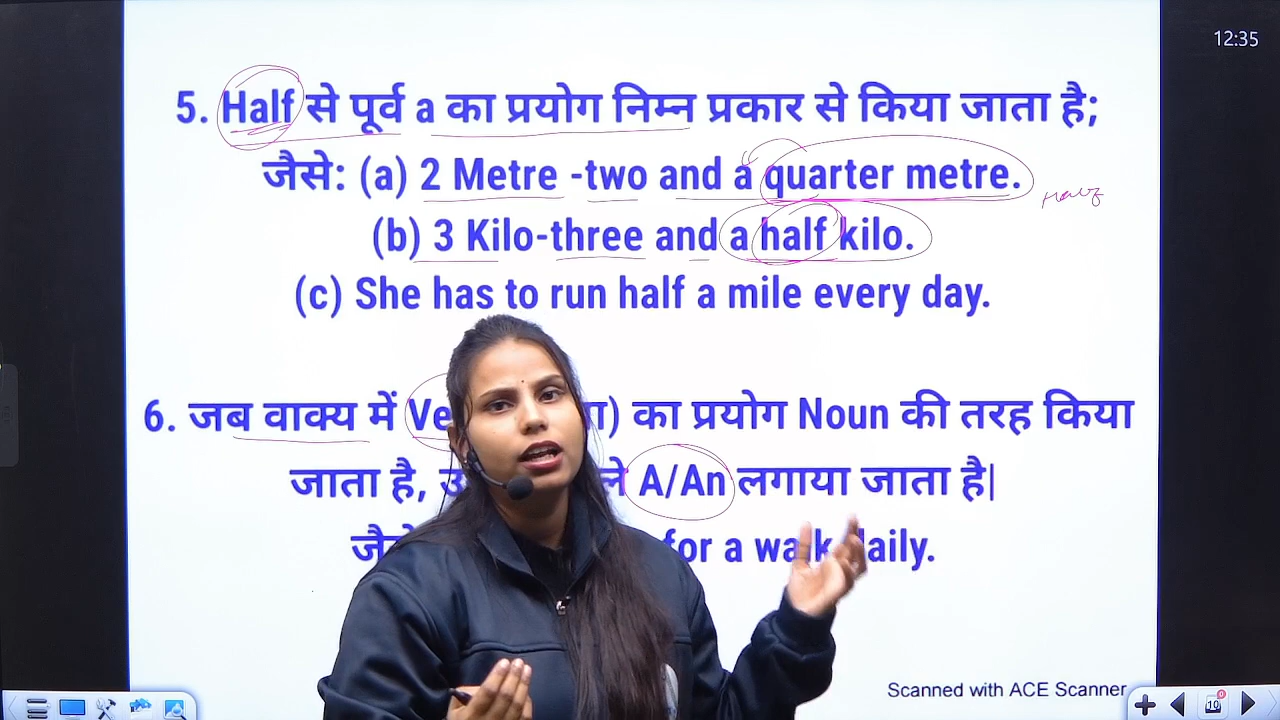 12:35
5. Half से पूर्व a का प्रयोग निम्न प्रकार से किया जाता है;
जैसे: (a) 2 Metre -two and a quarter metre.
Half
(b) 3 Kilo-three and a half kilo.
(c) She has to run half a mile every day.
6. जब वाक्य में Ve ा) का प्रयोग Noun की तरह किया
जाता है, उ ले A/An लगाया जाता है|
जै for a walk daily.
Scanned with ACE Scanner
10